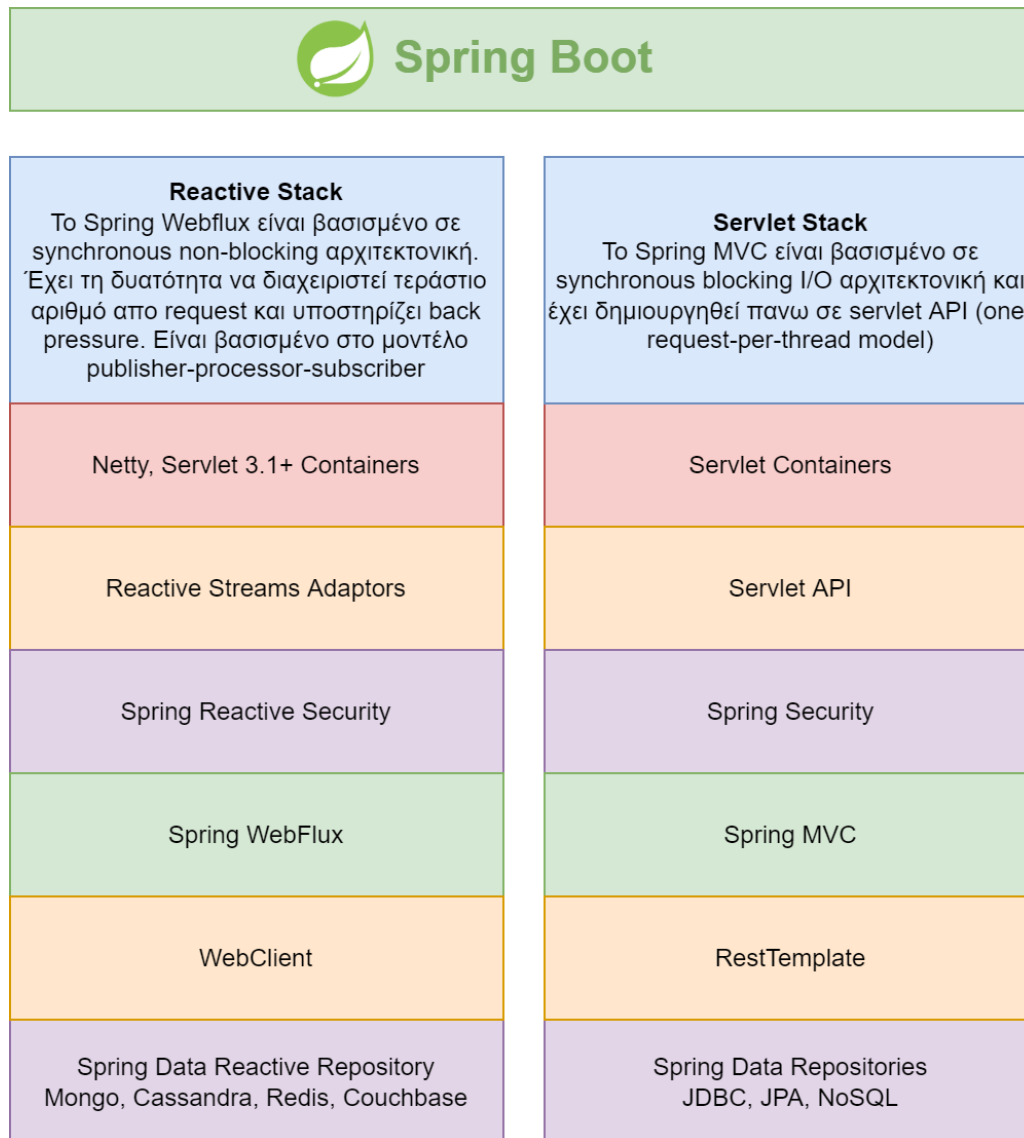 Spring Boot
Reactive Stack
Το Spring Webflux είναι βασισμένο σε
synchronous non-blocking αρχιτεκτονική.
Έχει τη δυατότητα να διαχειριστεί τεράστιο
αριθμό απο request και υποστηρίζει back
pressure. Είναι βασισμένο στο μοντέλο
publisher-processor-subscriber
Netty, Servlet 3.1+ Containers
Reactive Streams Adaptors
Spring Reactive Security
Spring WebFlux
WebClient
Spring Data Reactive Repository
Mongo, Cassandra, Redis, Couchbase
Servlet Stack
Το Spring MVC είναι βασισμένο σε
synchronous blocking I/O αρχιτεκτονική και
έχει δημιουργηθεί πανω σε servlet API (one
request-per-thread model)
Servlet Containers
Servlet API
Spring Security
Spring MVC
RestTemplate
Spring Data Repositories
JDBC, JPA, NoSQL